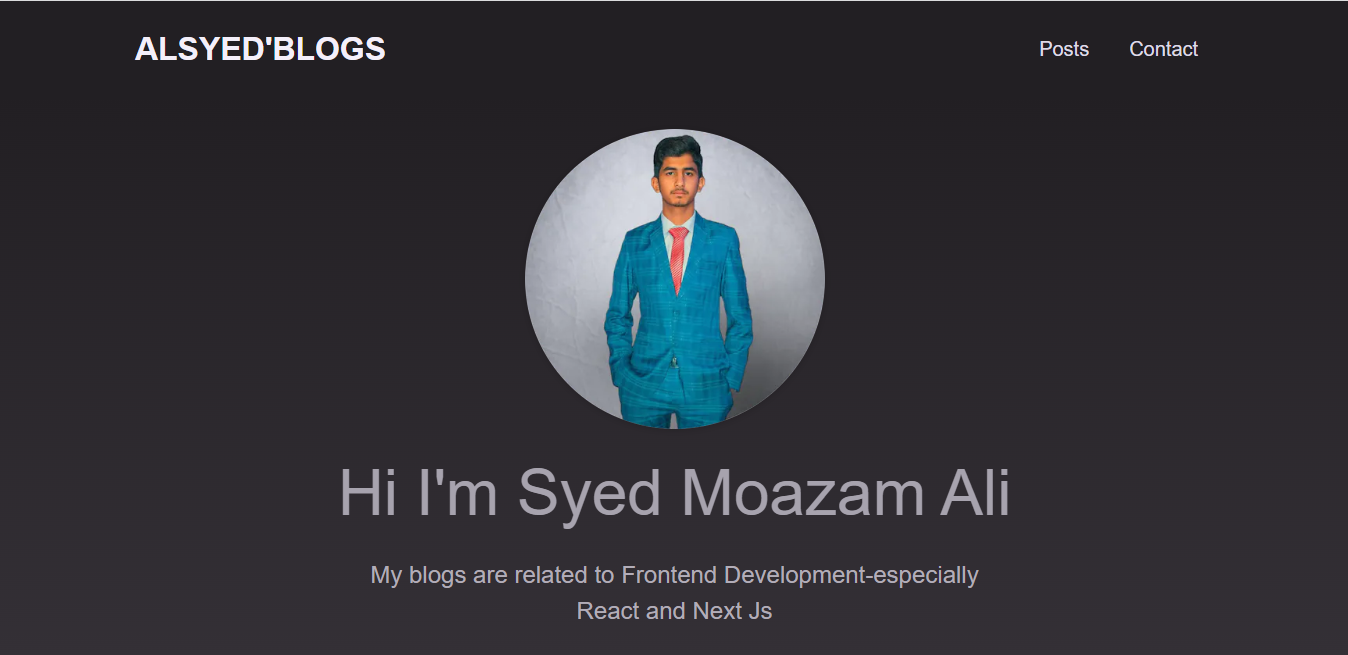 ALSYED'BLOGS
Posts
Contact
Hi I'm Syed Moazam Ali
My blogs are related to Frontend Development-especially
React and Next Js